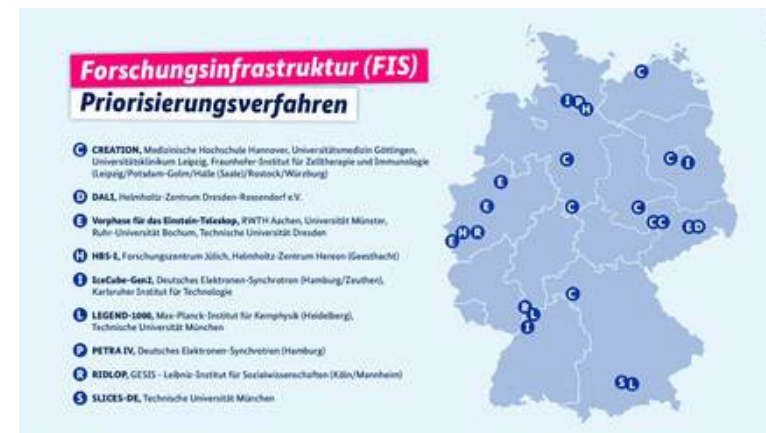 Forschungsinfrastruktur (FIS)
Priorisierungsverfahren
C CREATION, Medizinische Hochschule Hannover, Universitätsmedizin Göttingen,
Universitätsklinikum Leipzig, Fraunhofer-Institut für Zelltherapie und Immunologie
(Leipzig/Potsdam-Golm/Halle (Saale)/Rostock/Würzburg)
D DALI, Helmholtz-Zentrum Dresden-Rossendorf e.V.
E Vorphase für das Einstein-Teleskop, RWTH Aachen, Universität Münster,
Ruhr-Universität Bochum, Technische Universität Dresden
H HBS-I, Forschungszentrum Jülich, Helmholtz-Zentrum Hereon (Geesthacht)
I IceCube-Gen2, Deutsches Elektronen-Synchrotron (Hamburg/Zeuthen),
Karlsruher Institut für Technologie
L LEGEND-1000, Max-Planck-Institut für Kernphysik (Heidelberg),
Technische Universität München
P PETRA IV, Deutsches Elektronen-Synchrotron (Hamburg)
R RIDLOP, GESIS - Leibniz-Institut für Sozialwissenschaften (Köln/Mannheim)
S SLICES-DE, Technische Universität München
C
I P H
C
C I
E
E
C
C
C C
E D
E H R
C
R L
I
S L